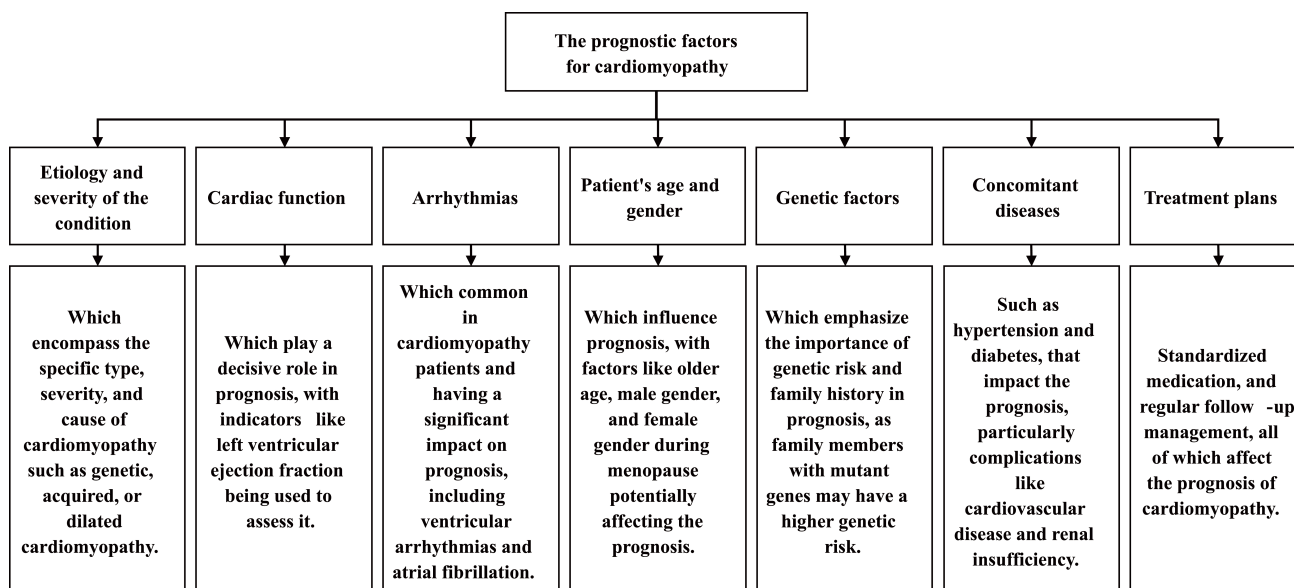 The prognostic factors
for cardiomyopathy
Etiology and
severity of the
condition
Cardiac function
Arrhythmias
Patient's age and
gender
Genetic factors
Concomitant
diseases
Treatment plans
Which
encompass the
specific type,
severity, and
cause of
cardiomyopathy
such as genetic,
acquired, or
dilated
cardiomyopathy.
Which play a
decisive role in
prognosis, with
indicators like
left ventricular
ejection fraction
being used to
assess it.
Which common
in
cardiomyopathy
patients and
having a
significant
impact on
prognosis,
including
ventricular
arrhythmias and
atrial fibrillation.
Which influence
prognosis, with
factors like older
age, male gender,
and female
gender during
menopause
potentially
affecting the
prognosis.
Which emphasize
the importance of
genetic risk and
family history in
prognosis, as
family members
with mutant
genes may have a
higher genetic
risk.
Such as
hypertension and
diabetes, that
impact the
prognosis,
particularly
complications
like
cardiovascular
disease and renal
insufficiency.
Standardized
medication, and
regular follow -up
management, all
of which affect
the prognosis of
cardiomyopathy.